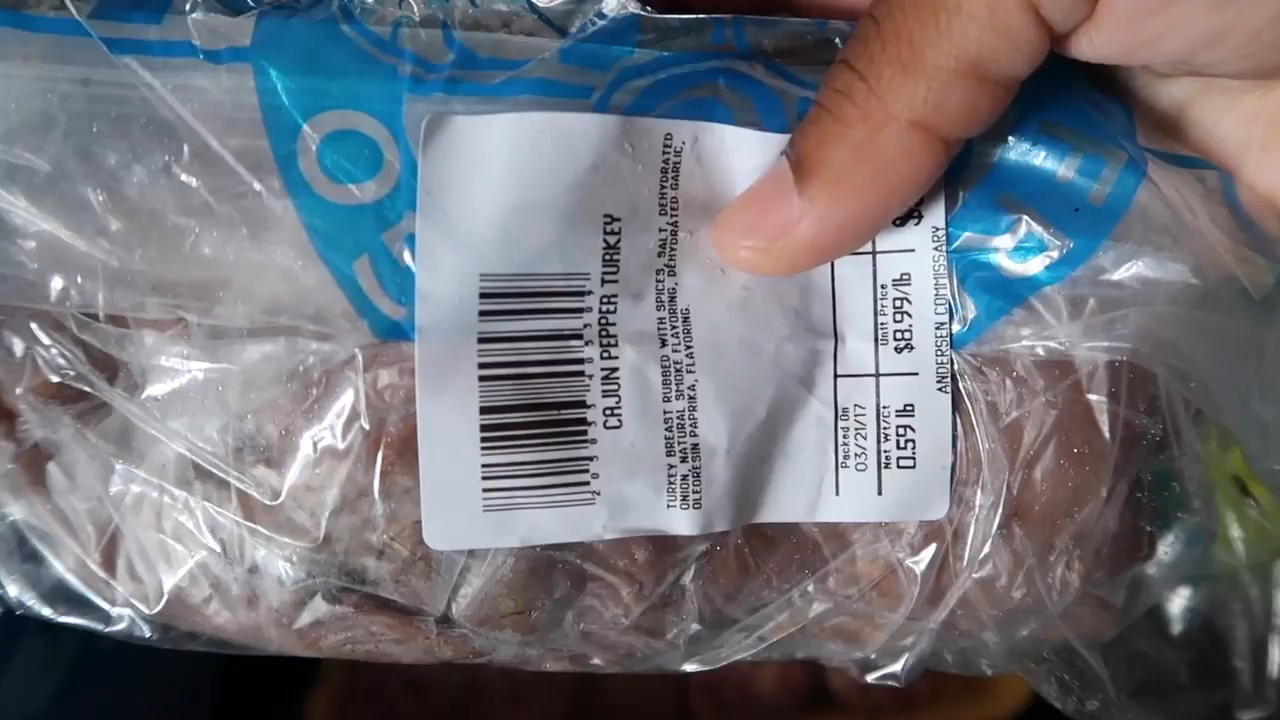 CAJUN PEPPER TURKEY
TURKEY BREAST RUBBED WITH SPICES, SALT, DEHYDRATED
ONION, NATURAL SMOKE FLAVORING, DEHYDRATED GARLIC,
OLEORESIN PAPRIKA, FLAVORING.
Packed On
03/21/17
Net Wt/Ct
0.59 lb
Unit Price
$8.99/lb
ANDERSEN COMMISSARY